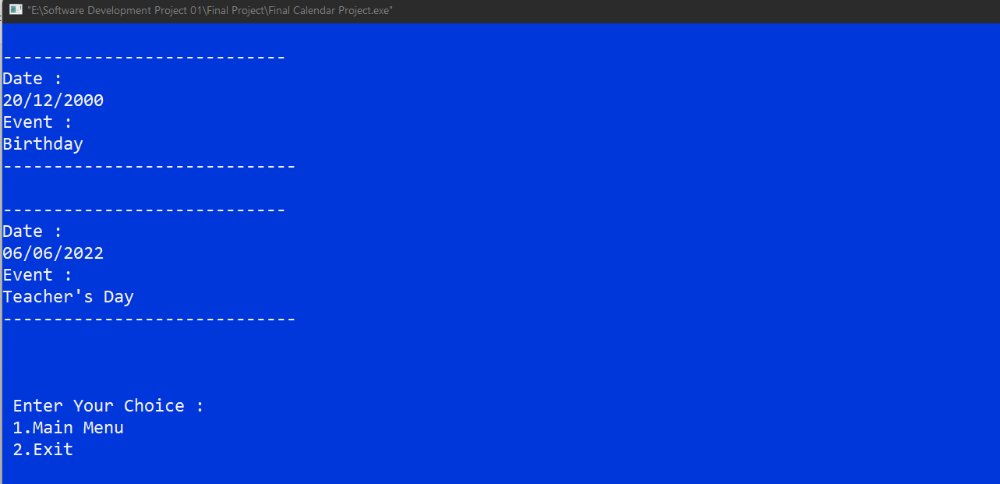 "E:\Software Development Project 01\Final Project\Final Calendar Project.exe"
----------------------------
Date :
20/12/2000
Event :
Birthday
-----------------------------
----------------------------
Date :
06/06/2022
Event :
Teacher's Day
-----------------------------
Enter Your Choice :
1.Main Menu
2.Exit